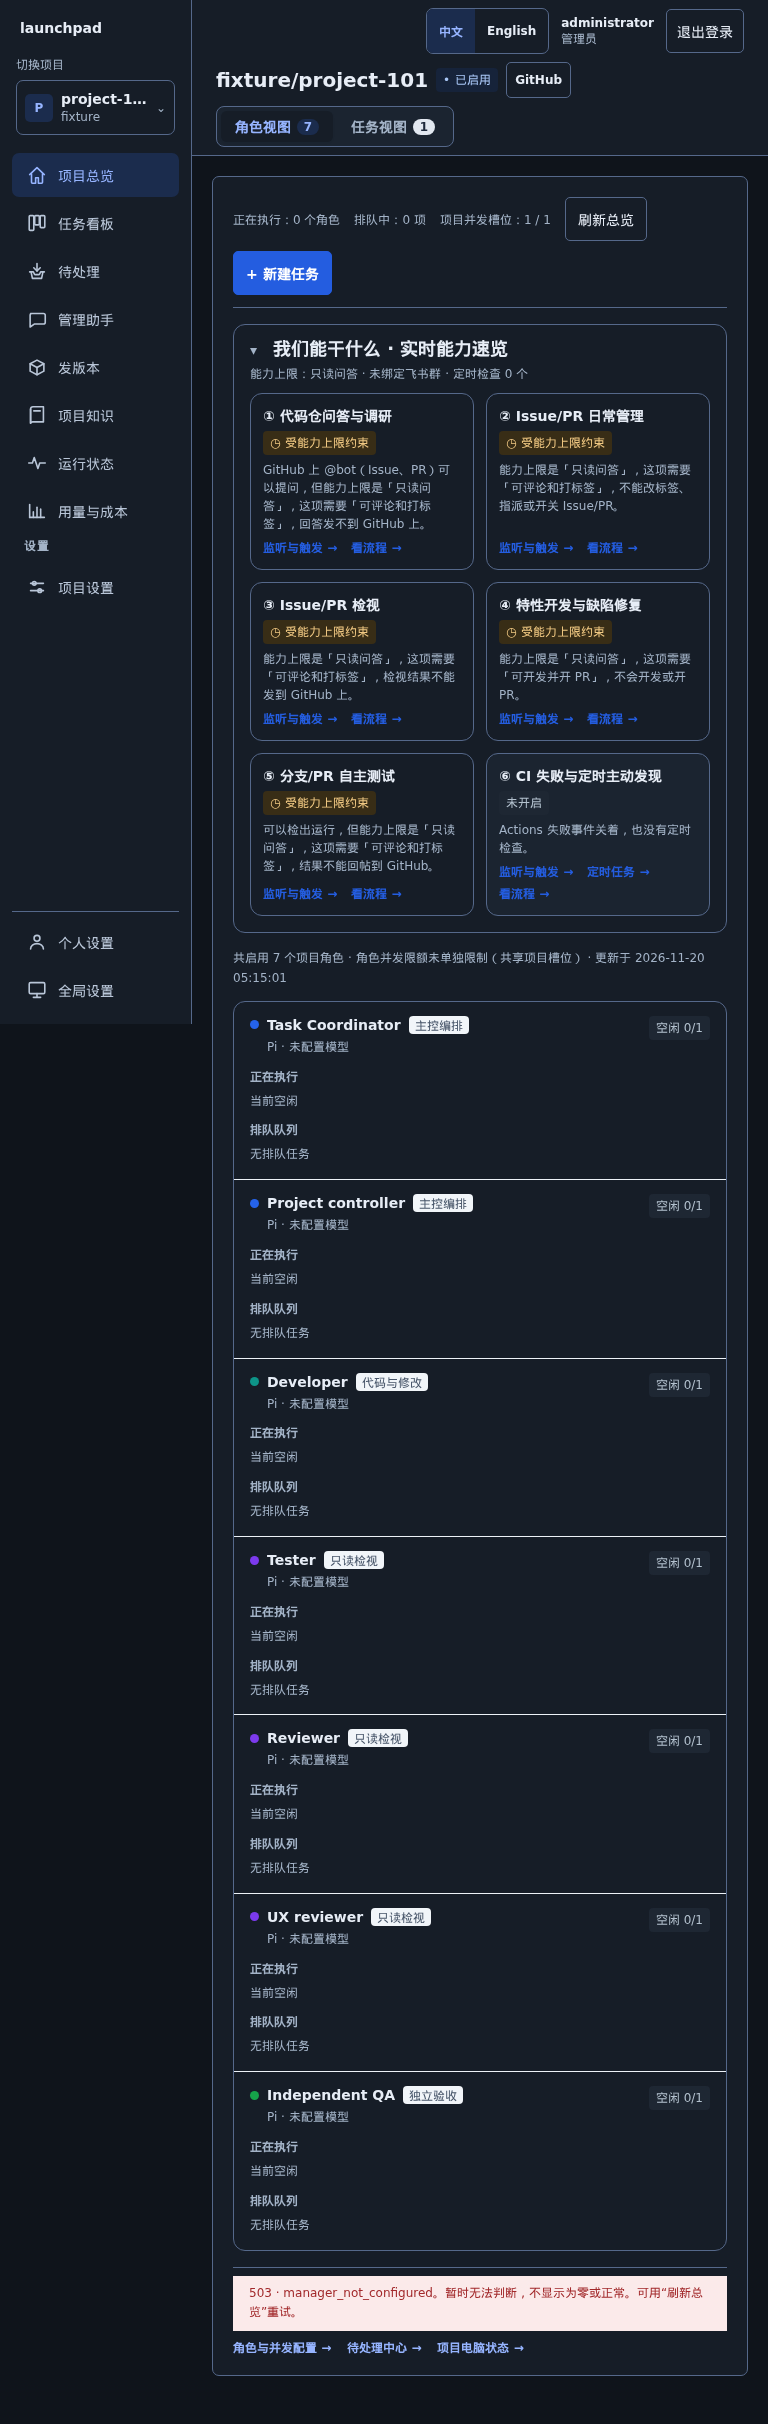 launchpad
切换项目
P
project-1...
fixture
项目总览
任务看板
待处理
管理助手
发版本
项目知识
运行状态
用量与成本
设置
项目设置
个人设置
全局设置
中文
English
administrator
管理员
退出登录
fixture/project-101
• 已启用
GitHub
角色视图 7
任务视图 1
正在执行：0 个角色 排队中：0 项 项目并发槽位：1 / 1
刷新总览
+ 新建任务
▾ 我们能干什么 · 实时能力速览
能力上限：只读问答 · 未绑定飞书群 · 定时检查 0 个
① 代码仓问答与调研
◷ 受能力上限约束
GitHub 上 @bot（Issue、PR）可
以提问，但能力上限是「只读问
答」，这项需要「可评论和打标
签」，回答发不到 GitHub 上。
监听与触发 → 看流程 →
② Issue/PR 日常管理
◷ 受能力上限约束
能力上限是「只读问答」，这项需要
「可评论和打标签」，不能改标签、
指派或开关 Issue/PR。
监听与触发 → 看流程 →
③ Issue/PR 检视
◷ 受能力上限约束
能力上限是「只读问答」，这项需要
「可评论和打标签」，检视结果不能
发到 GitHub 上。
监听与触发 → 看流程 →
④ 特性开发与缺陷修复
◷ 受能力上限约束
能力上限是「只读问答」，这项需要
「可开发并开 PR」，不会开发或开
PR。
监听与触发 → 看流程 →
⑤ 分支/PR 自主测试
◷ 受能力上限约束
可以检出运行，但能力上限是「只读
问答」，这项需要「可评论和打标
签」，结果不能回帖到 GitHub。
监听与触发 → 看流程 →
⑥ CI 失败与定时主动发现
未开启
Actions 失败事件关着，也没有定时
检查。
监听与触发 → 定时任务 →
看流程 →
共启用 7 个项目角色 · 角色并发限额未单独限制（共享项目槽位） · 更新于 2026-11-20
05:15:01
Task Coordinator 主控编排
空闲 0/1
Pi · 未配置模型
正在执行
当前空闲
排队队列
无排队任务
Project controller 主控编排
空闲 0/1
Pi · 未配置模型
正在执行
当前空闲
排队队列
无排队任务
Developer 代码与修改
空闲 0/1
Pi · 未配置模型
正在执行
当前空闲
排队队列
无排队任务
Tester 只读检视
空闲 0/1
Pi · 未配置模型
正在执行
当前空闲
排队队列
无排队任务
Reviewer 只读检视
空闲 0/1
Pi · 未配置模型
正在执行
当前空闲
排队队列
无排队任务
UX reviewer 只读检视
空闲 0/1
Pi · 未配置模型
正在执行
当前空闲
排队队列
无排队任务
Independent QA 独立验收
空闲 0/1
Pi · 未配置模型
正在执行
当前空闲
排队队列
无排队任务
503 · manager_not_configured。暂时无法判断，不显示为零或正常。可用“刷新总
览”重试。
角色与并发配置 → 待处理中心 → 项目电脑状态 →